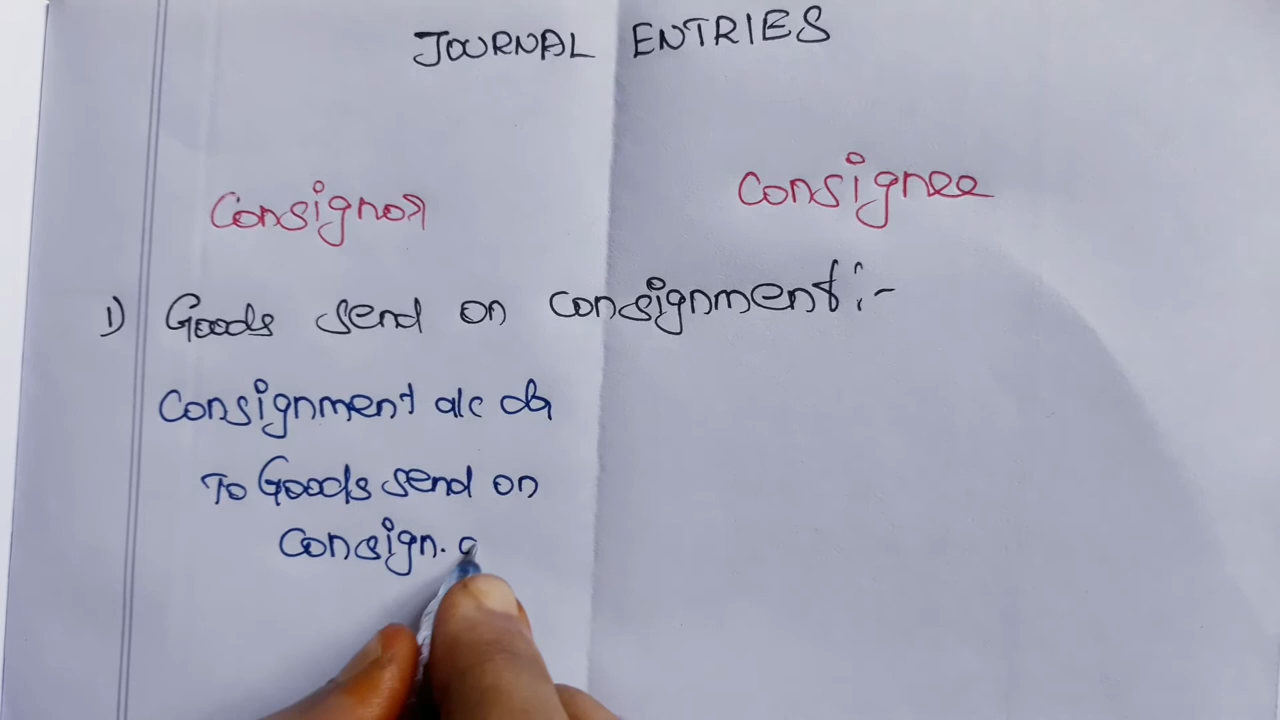 JOURNAL ENTRIES
Consignor
Consignee
1) Goods send on consignment :-
Consignment a/c dr
To Goods send on
Consign. a